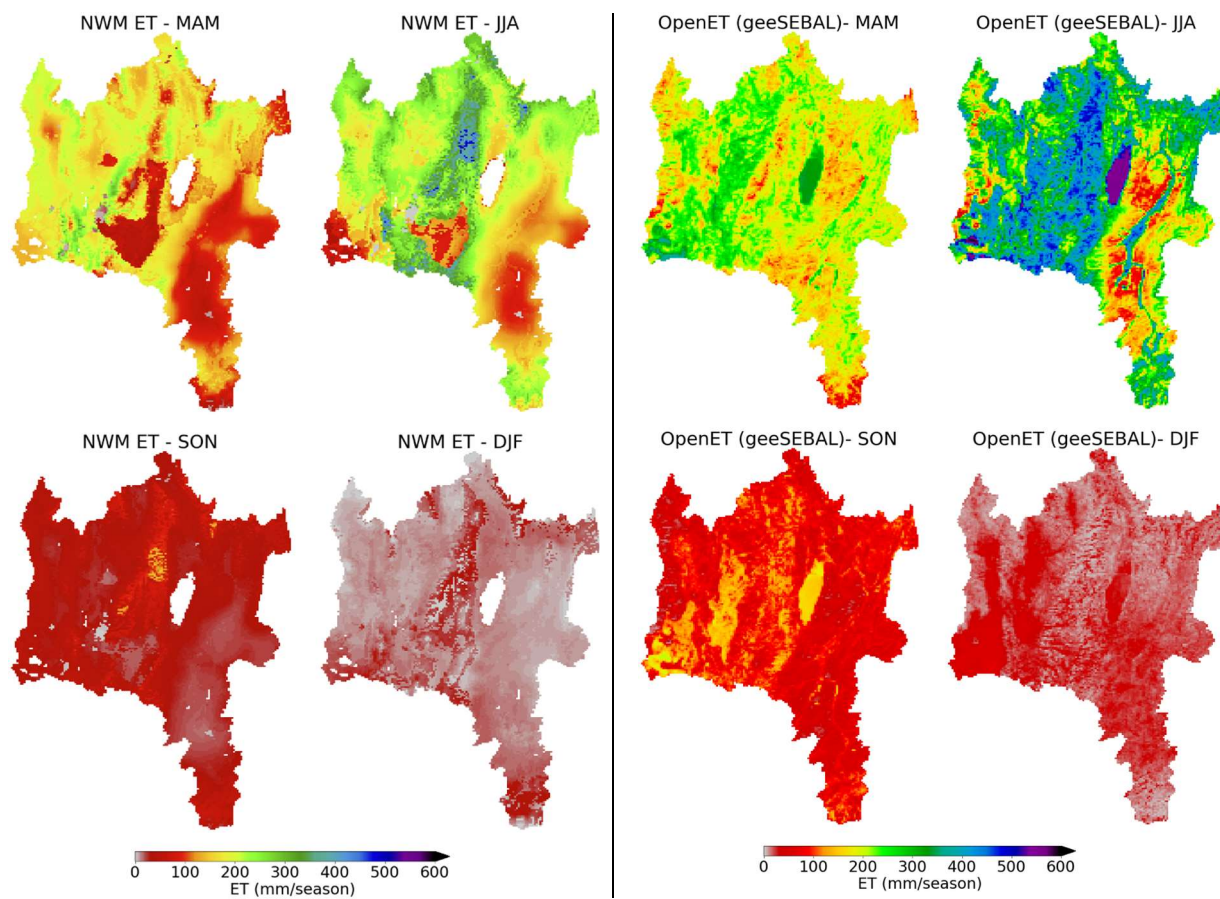 NWM ET - MAM
NWM ET - JJA
OpenET (geeSEBAL)- MAM
OpenET (geeSEBAL)- JJA
NWM ET - SON
NWM ET - DJF
OpenET (geeSEBAL)- SON
OpenET (geeSEBAL)- DJF
0 100 200 300 400 500 600
ET (mm/season)
0 100 200 300 400 500 600
ET (mm/season)